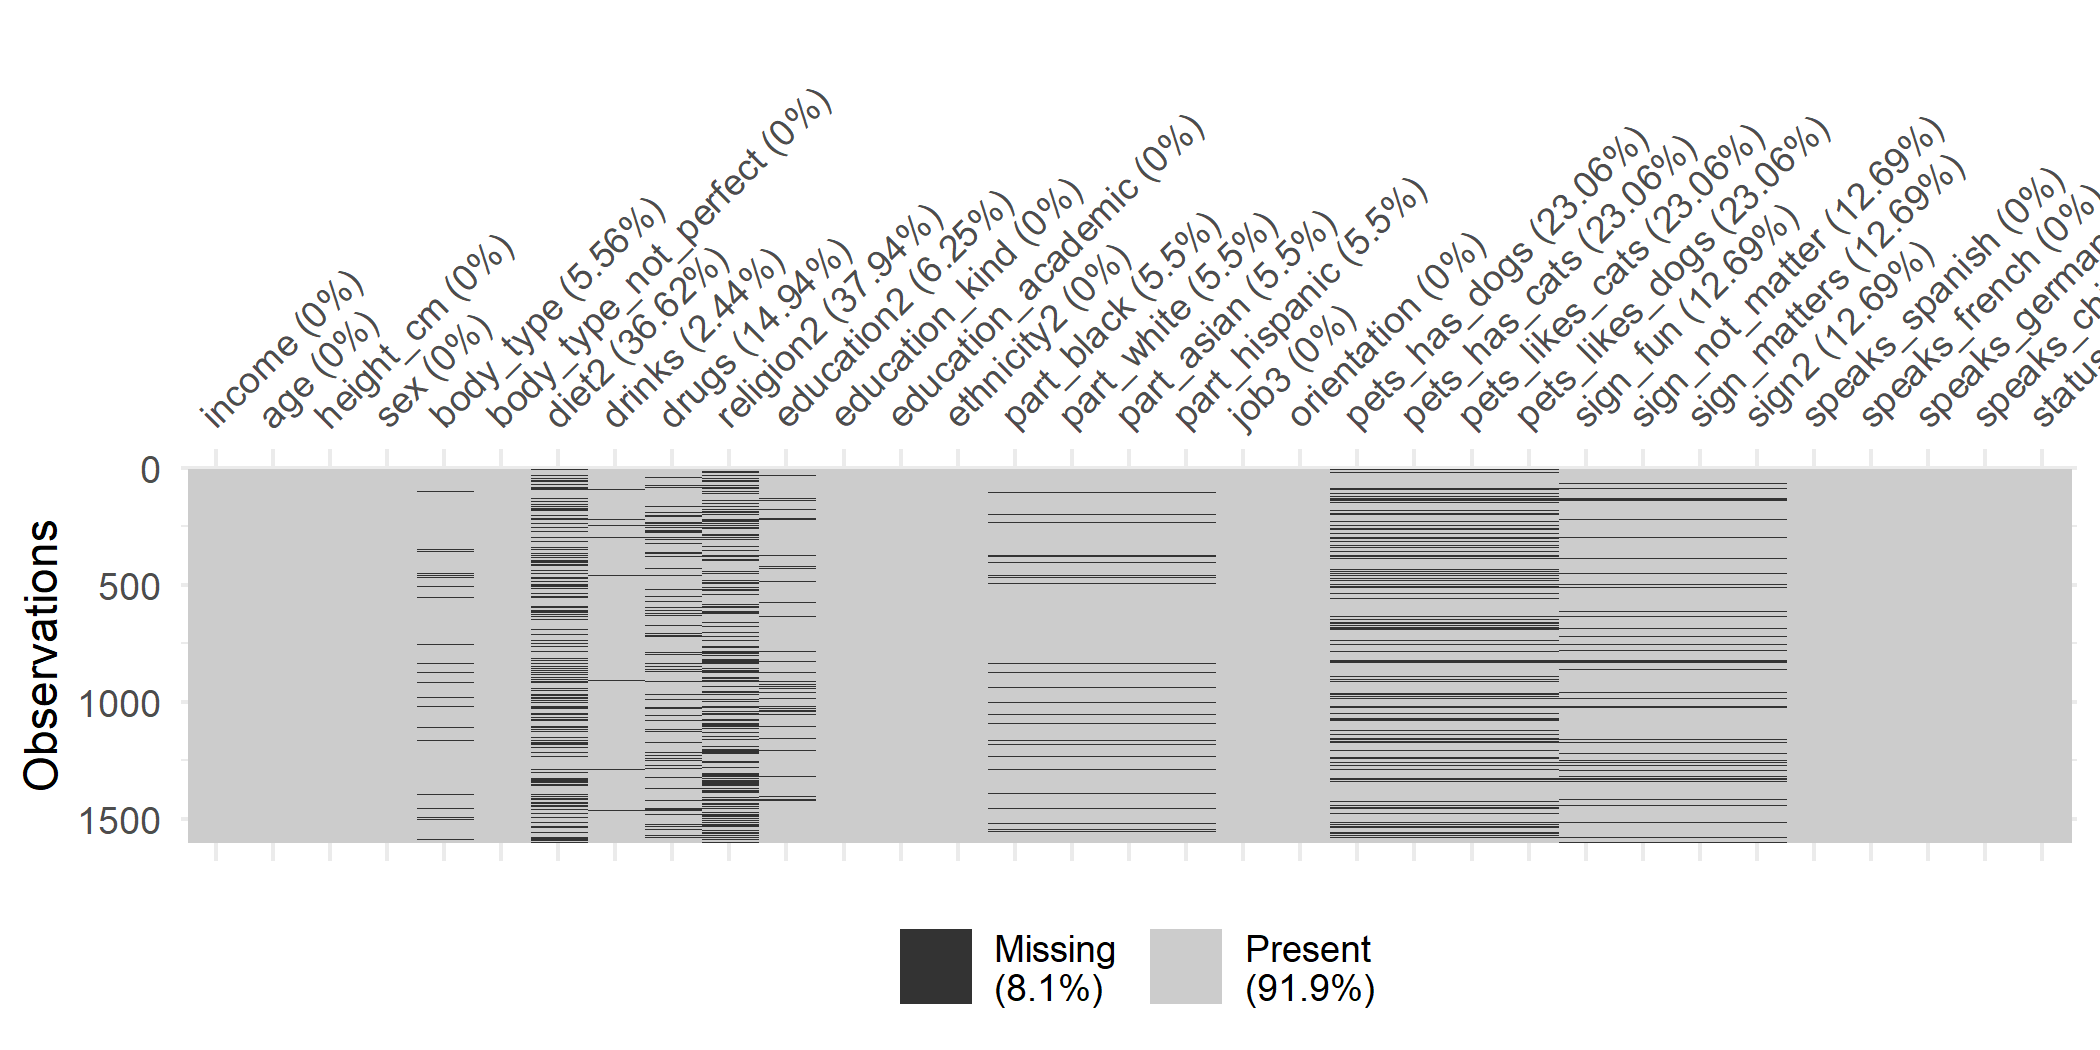 income (0%)
age (0%)
height_cm (0%)
sex (0%)
body_type (5.56%)
body_type_not_perfect (0%)
diet2 (36.62%)
drinks (2.44%)
drugs (14.94%)
religion2 (37.94%)
education2 (6.25%)
education_kind (0%)
education_academic (0%)
ethnicity2 (0%)
part_black (5.5%)
part_white (5.5%)
part_asian (5.5%)
part_hispanic (5.5%)
job3 (0%)
orientation (0%)
pets_has_dogs (23.06%)
pets_has_cats (23.06%)
pets_likes_cats (23.06%)
pets_likes_dogs (23.06%)
sign_fun (12.69%)
sign_not_matter (12.69%)
sign_matters (12.69%)
sign2 (12.69%)
speaks_spanish (0%)
speaks_french (0%)
speaks_german
speaks_chi
status
Observations
0
500
1000
1500
Missing
(8.1%)
Present
(91.9%)